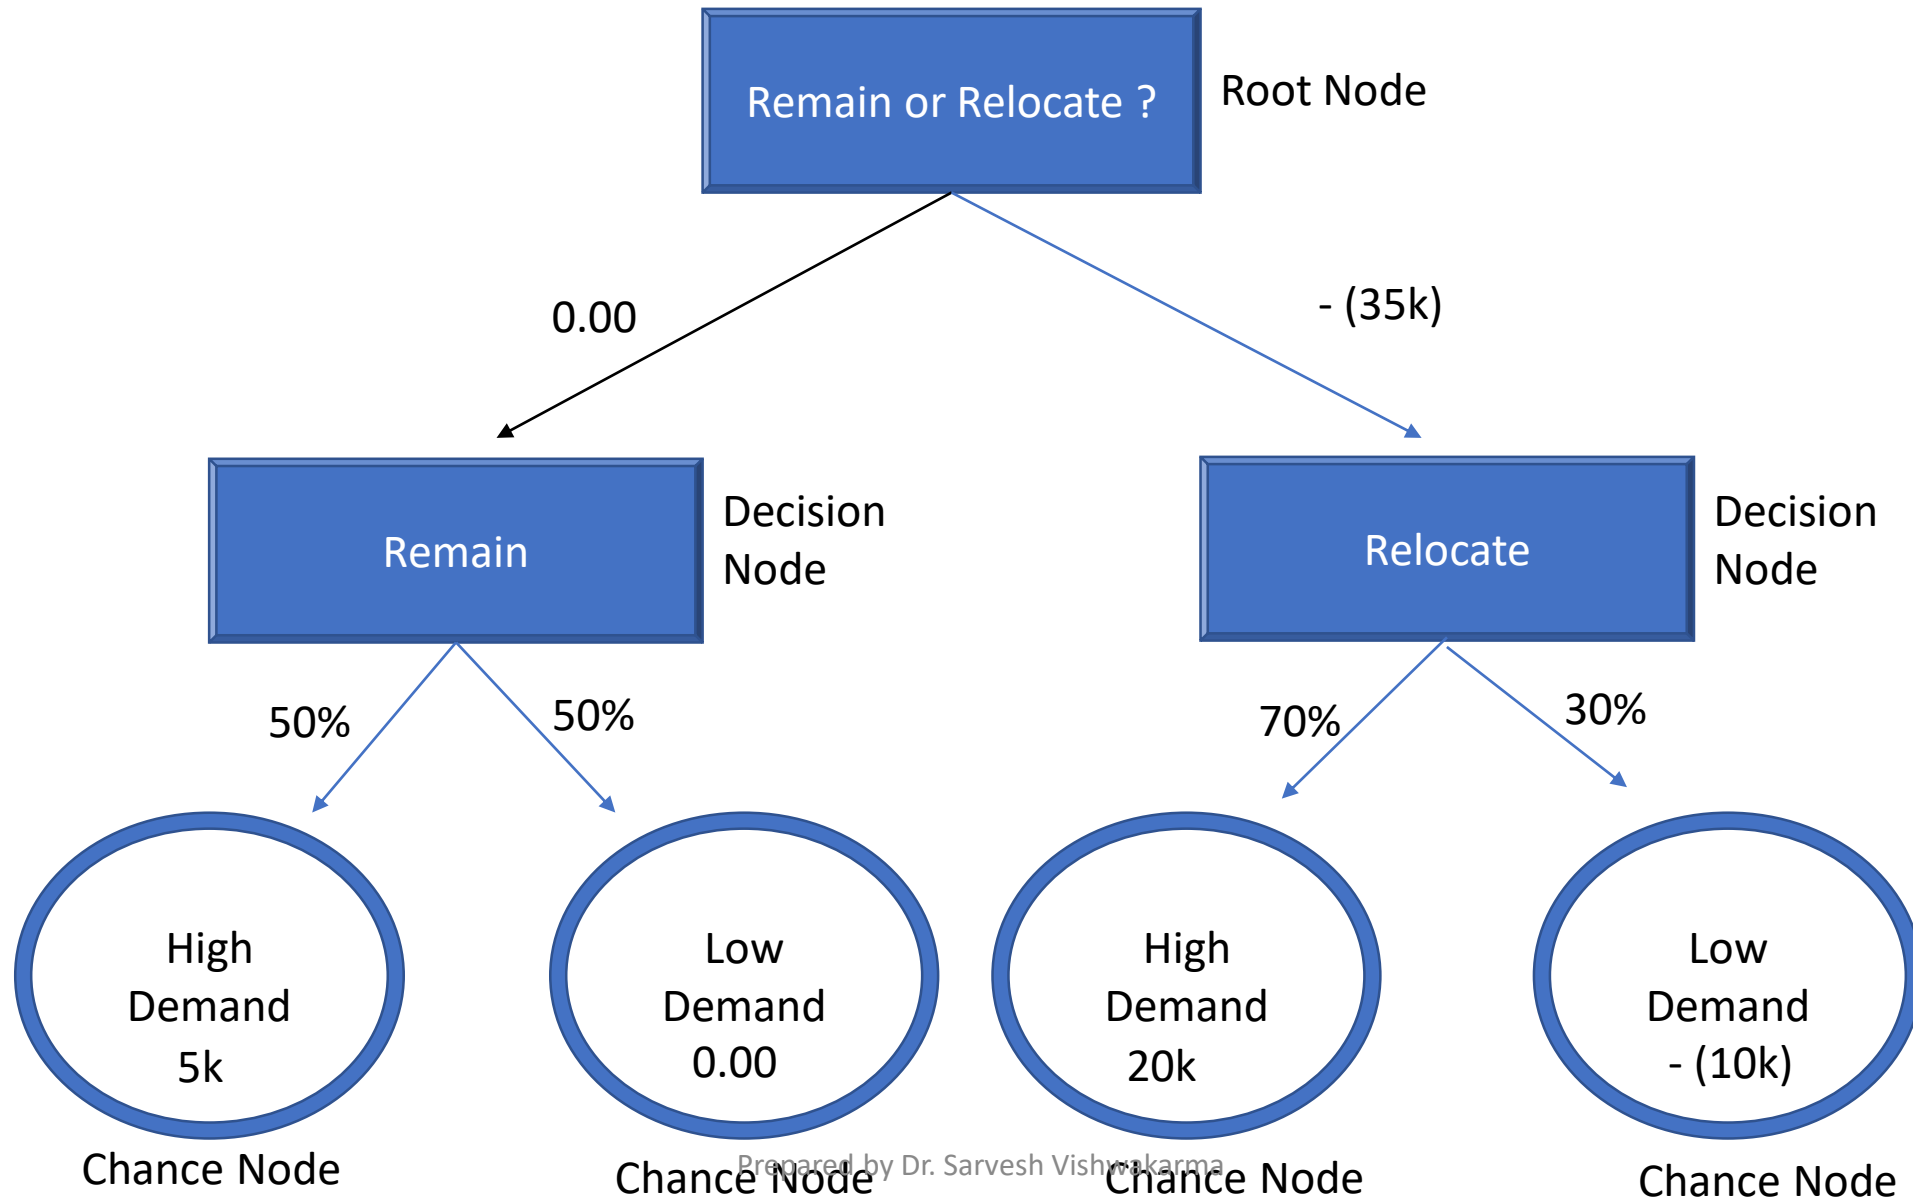 Remain or Relocate ?
Root Node
0.00
- (35k)
Remain
Decision
Node
Relocate
Decision
Node
50%
50%
70%
30%
High
Demand
5k
Low
Demand
0.00
High
Demand
20k
Low
Demand
- (10k)
Chance Node
Chance Node
Chance Node
Chance Node
Prepared by Dr. Sarvesh Vishwakarma